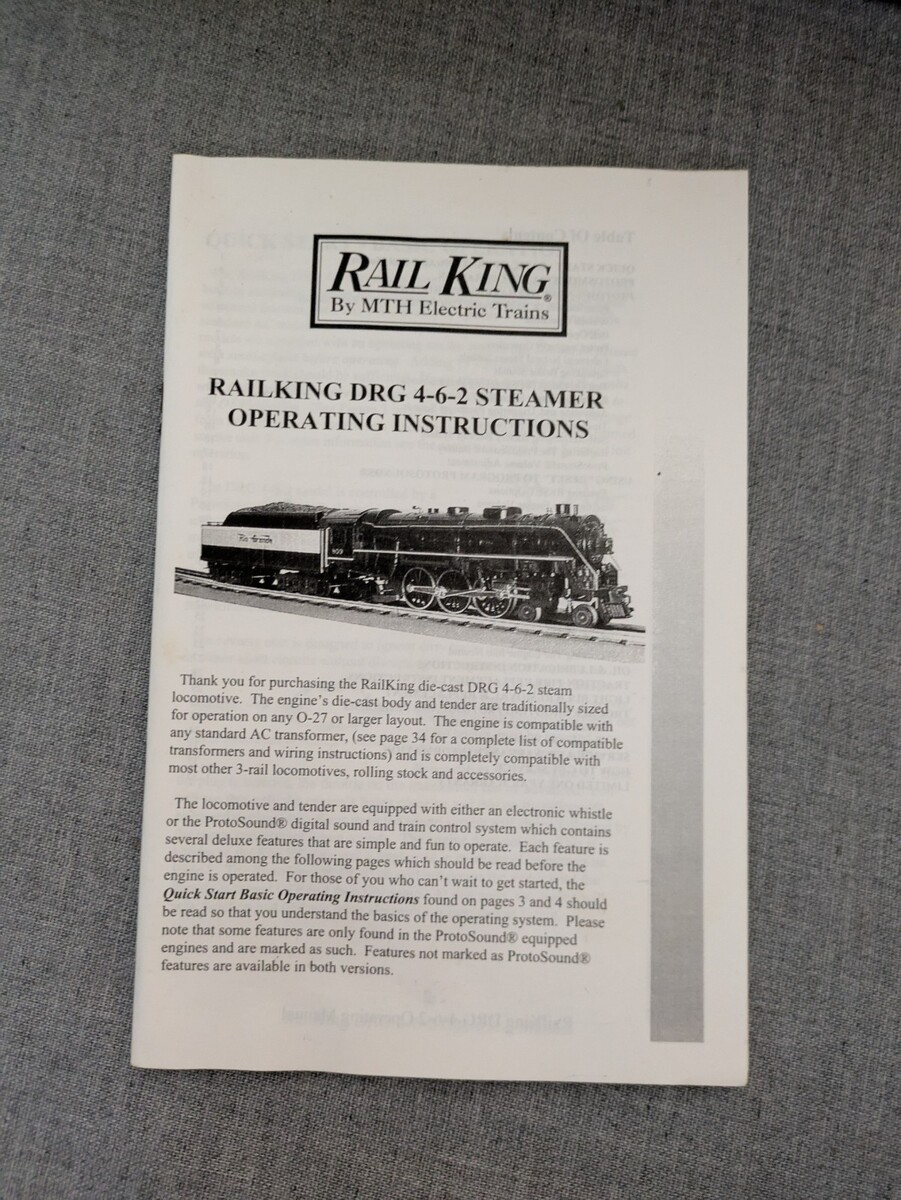 RAIL KING®
By MTH Electric Trains
RAILKING DRG 4-6-2 STEAMER
OPERATING INSTRUCTIONS
Rio Grande
Thank you for purchasing the RailKing die-cast DRG 4-6-2 steam
locomotive. The engine's die-cast body and tender are traditionally sized
for operation on any O-27 or larger layout. The engine is compatible with
any standard AC transformer, (see page 34 for a complete list of compatible
transformers and wiring instructions) and is completely compatible with
most other 3-rail locomotives, rolling stock and accessories.
The locomotive and tender are equipped with either an electronic whistle
or the ProtoSound® digital sound and train control system which contains
several deluxe features that are simple and fun to operate. Each feature is
described among the following pages which should be read before the
engine is operated. For those of you who can't wait to get started, the
Quick Start Basic Operating Instructions found on pages 3 and 4 should
be read so that you understand the basics of the operating system. Please
note that some features are only found in the ProtoSound® equipped
engines and are marked as such. Features not marked as ProtoSound®
features are available in both versions.